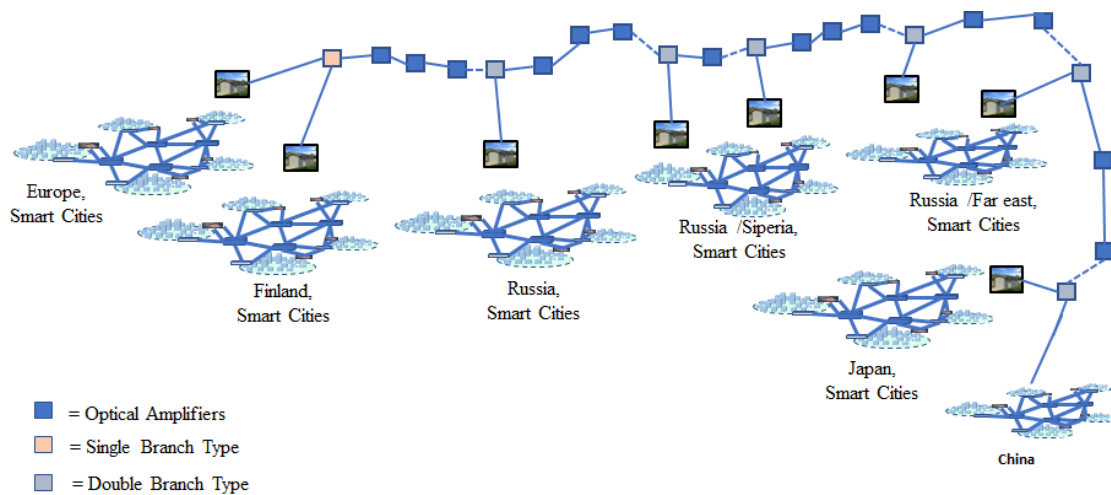 Europe,
Smart Cities
Finland,
Smart Cities
Russia,
Smart Cities
Russia /Siperia,
Smart Cities
Russia /Far east,
Smart Cities
Japan,
Smart Cities
China
= Optical Amplifiers
= Single Branch Type
= Double Branch Type